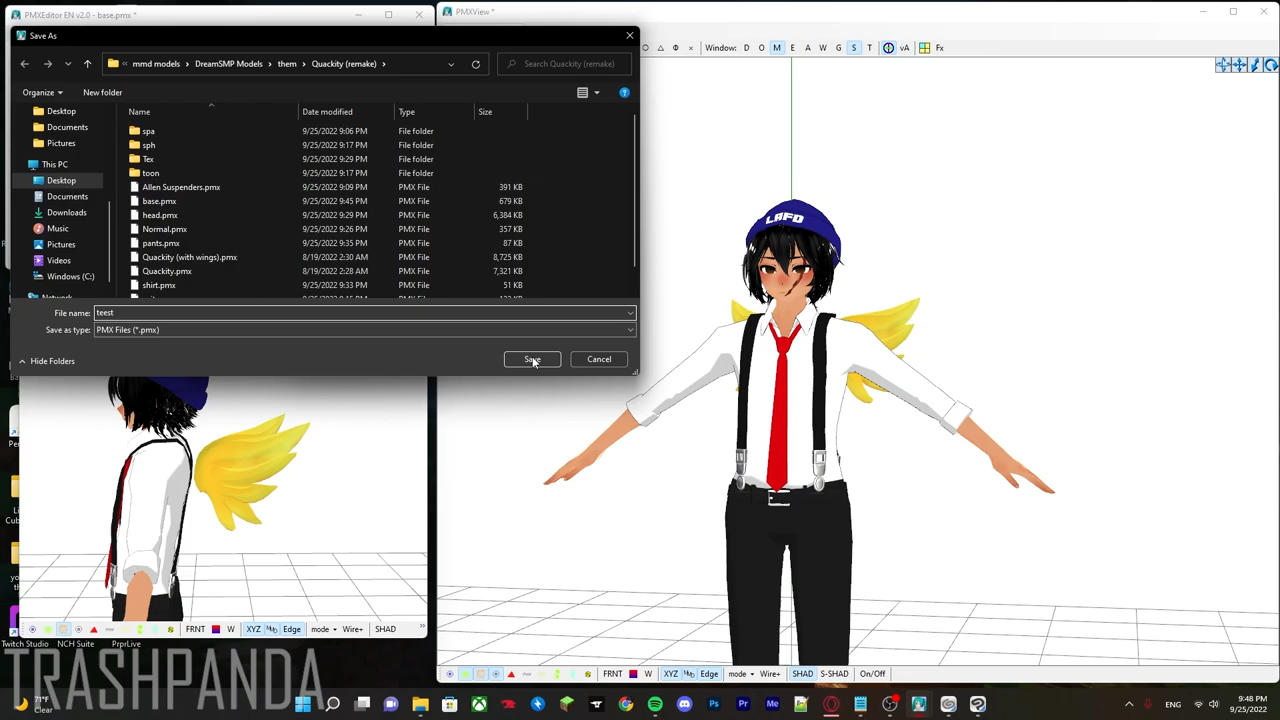 PMXEditor EN v2.0 - base.pmx *
PMXView *
Save As
Window: D O M E A W G S T vA Fx
« mmd models > DreamSMP Models > them > Quackity (remake) >
Search Quackity (remake)
Organize
New folder
Name Date modified Type Size
Desktop
Documents
Pictures
This PC
Desktop
Documents
Downloads
Music
Pictures
Videos
Windows (C:)
spa 9/25/2022 9:06 PM File folder
sph 9/25/2022 9:17 PM File folder
Tex 9/25/2022 9:29 PM File folder
toon 9/25/2022 9:17 PM File folder
Allen Suspenders.pmx 9/25/2022 9:09 PM PMX File 391 KB
base.pmx 9/25/2022 9:45 PM PMX File 679 KB
head.pmx 9/25/2022 9:29 PM PMX File 6,384 KB
Normal.pmx 9/25/2022 9:26 PM PMX File 357 KB
pants.pmx 9/25/2022 9:35 PM PMX File 87 KB
Quackity (with wings).pmx 8/19/2022 2:30 AM PMX File 8,725 KB
Quackity.pmx 8/19/2022 2:28 AM PMX File 7,321 KB
shirt.pmx 9/25/2022 9:33 PM PMX File 51 KB
File name: teest
Save as type: PMX Files (*.pmx)
Hide Folders
Save
Cancel
LAFD
FRNT W XYZ Edge mode Wire+ SHAD
FRNT W XYZ Edge mode Wire+ SHAD S-SHAD On/Off
Twitch Studio NCH Suite PrprLive
TRASHPANDA
71°F
Clear
9:48 PM
9/25/2022